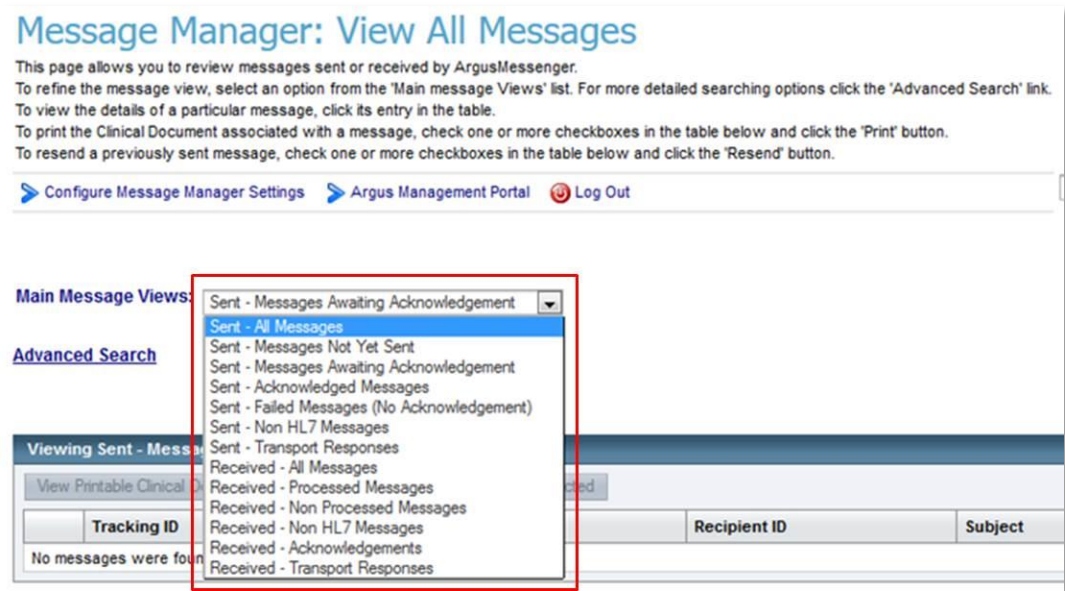 Message Manager: View All Messages
This page allows you to review messages sent or received by ArgusMessenger.
To refine the message view, select an option from the 'Main message Views' list. For more detailed searching options click the 'Advanced Search' link.
To view the details of a particular message, click its entry in the table.
To print the Clinical Document associated with a message, check one or more checkboxes in the table below and click the 'Print' button.
To resend a previously sent message, check one or more checkboxes in the table below and click the 'Resend' button.
Configure Message Manager Settings Argus Management Portal Log Out
Main Message Views: Sent - Messages Awaiting Acknowledgement
Sent - All Messages
Sent - Messages Not Yet Sent
Advanced Search
Sent - Messages Awaiting Acknowledgement
Sent - Acknowledged Messages
Sent - Failed Messages (No Acknowledgement)
Sent - Non HL7 Messages
Sent - Transport Responses
Received - All Messages
Received - Processed Messages
Received - Non Processed Messages
Received - Non HL7 Messages
Received - Acknowledgements
Received - Transport Responses
Viewing Sent - Messa
View Printable Clinical
Tracking ID Recipient ID Subject
No messages were foun